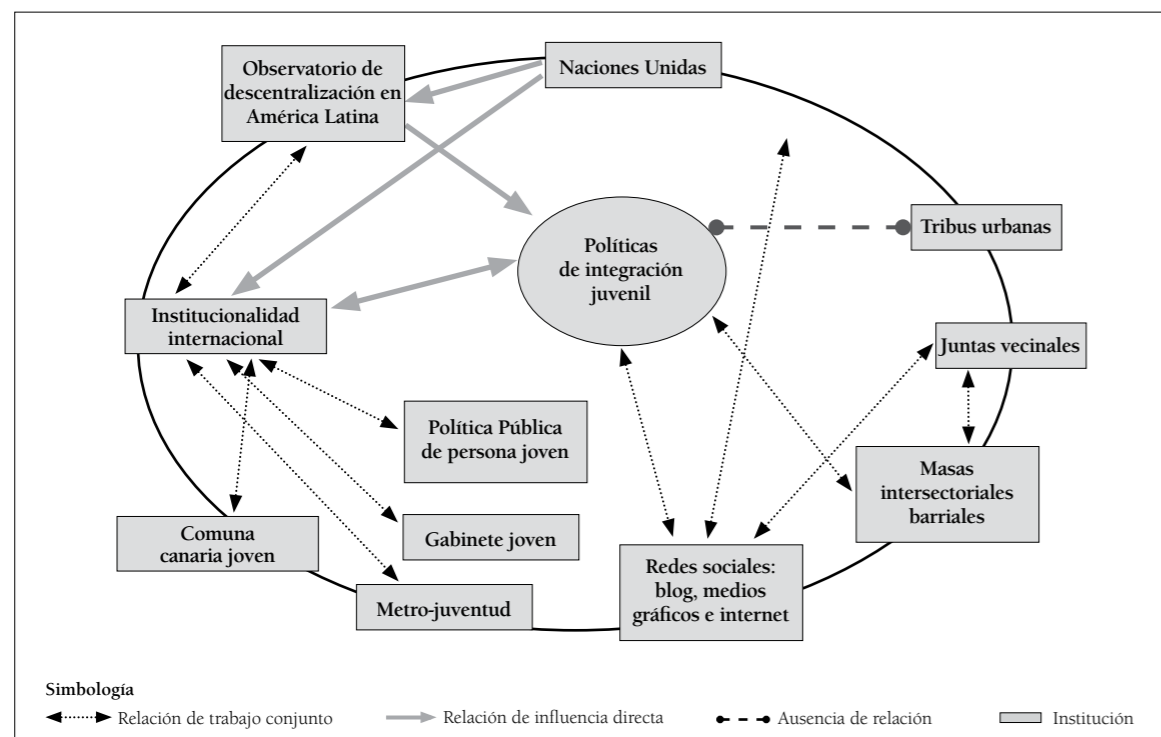 Observatorio de
descentralización en
América Latina
Naciones Unidas
Políticas
de integración
juvenil
Tribus urbanas
Institucionalidad
internacional
Juntas vecinales
Política Pública
de persona joven
Masas
intersectoriales
barriales
Comuna
canaria joven
Gabinete joven
Redes sociales:
blog, medios
gráficos e internet
Metro-juventud
Simbología
Relación de trabajo conjunto
Relación de influencia directa
Ausencia de relación
Institución